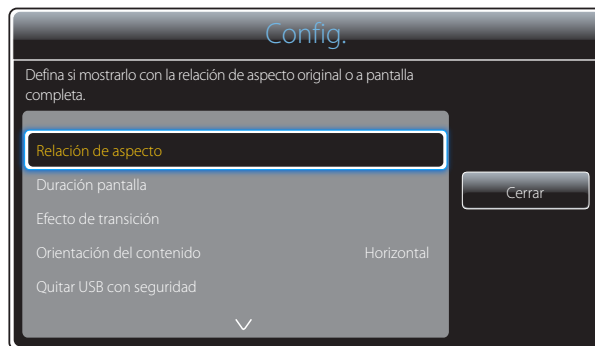 Config.
Defina si mostrarlo con la relación de aspecto original o a pantalla
completa.
Relación de aspecto
Duración pantalla
Cerrar
Efecto de transición
Orientación del contenido Horizontal
Quitar USB con seguridad